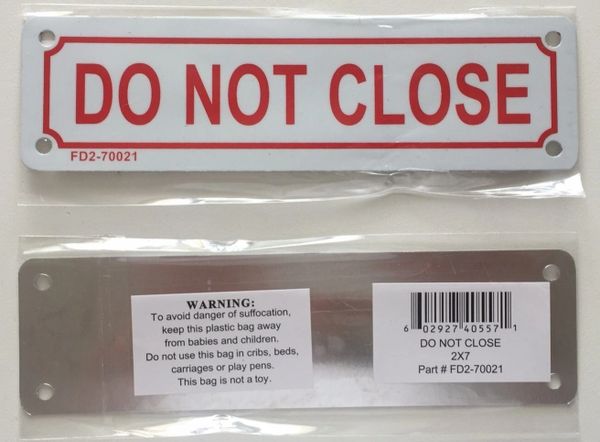 DO NOT CLOSE
FD2-70021
WARNING:
To avoid danger of suffocation,
keep this plastic bag away
from babies and children.
Do not use this bag in cribs, beds,
carriages or play pens.
This bag is not a toy.
6 02927 40557 1
DO NOT CLOSE
2X7
Part # FD2-70021